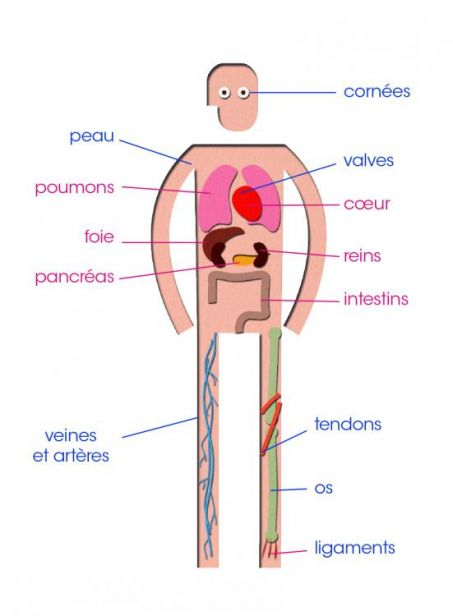 cornées
peau
valves
poumons
cœur
foie
reins
pancréas
intestins
tendons
veines
et artères
os
ligaments